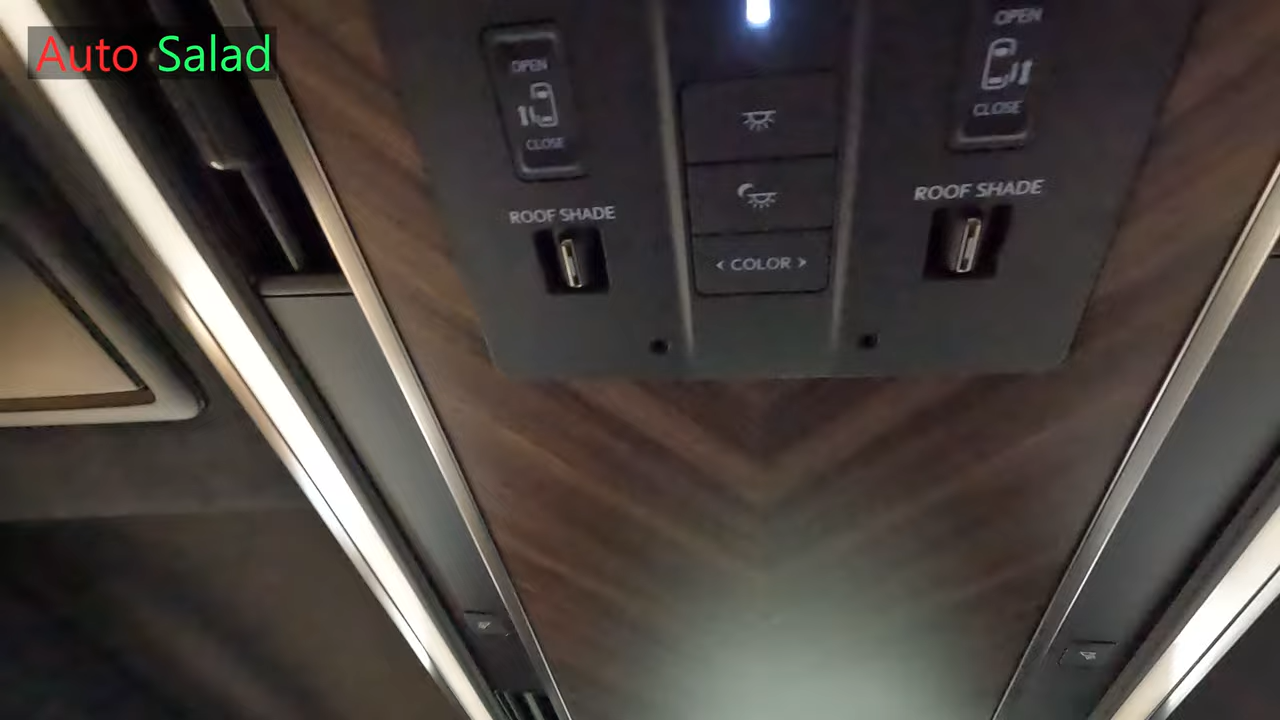 Auto Salad
OPEN
CLOSE
ROOF SHADE
< COLOR >
OPEN
CLOSE
ROOF SHADE